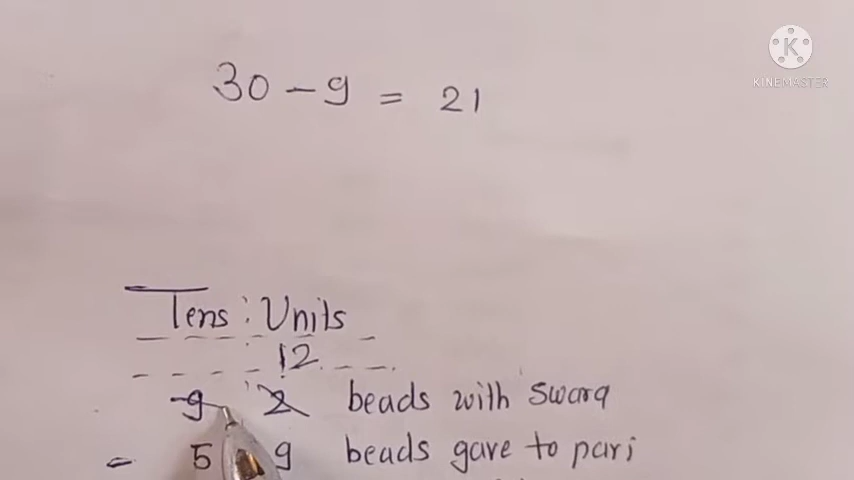 KINEMASTER
30 - 9 = 21
Tens : Units
12
9 2 beads with Swara
- 5 9 beads gave to pari